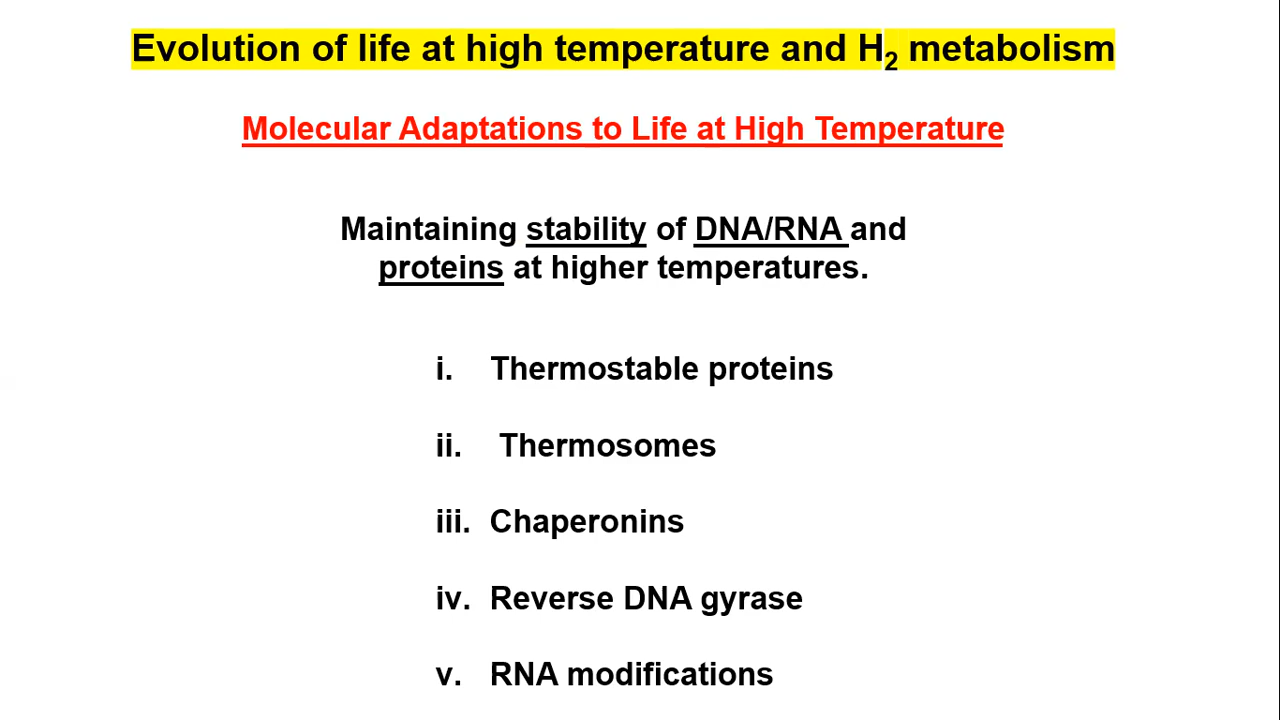 Evolution of life at high temperature and H₂ metabolism
Molecular Adaptations to Life at High Temperature
Maintaining stability of DNA/RNA and
proteins at higher temperatures.
i. Thermostable proteins
ii. Thermosomes
iii. Chaperonins
iv. Reverse DNA gyrase
v. RNA modifications